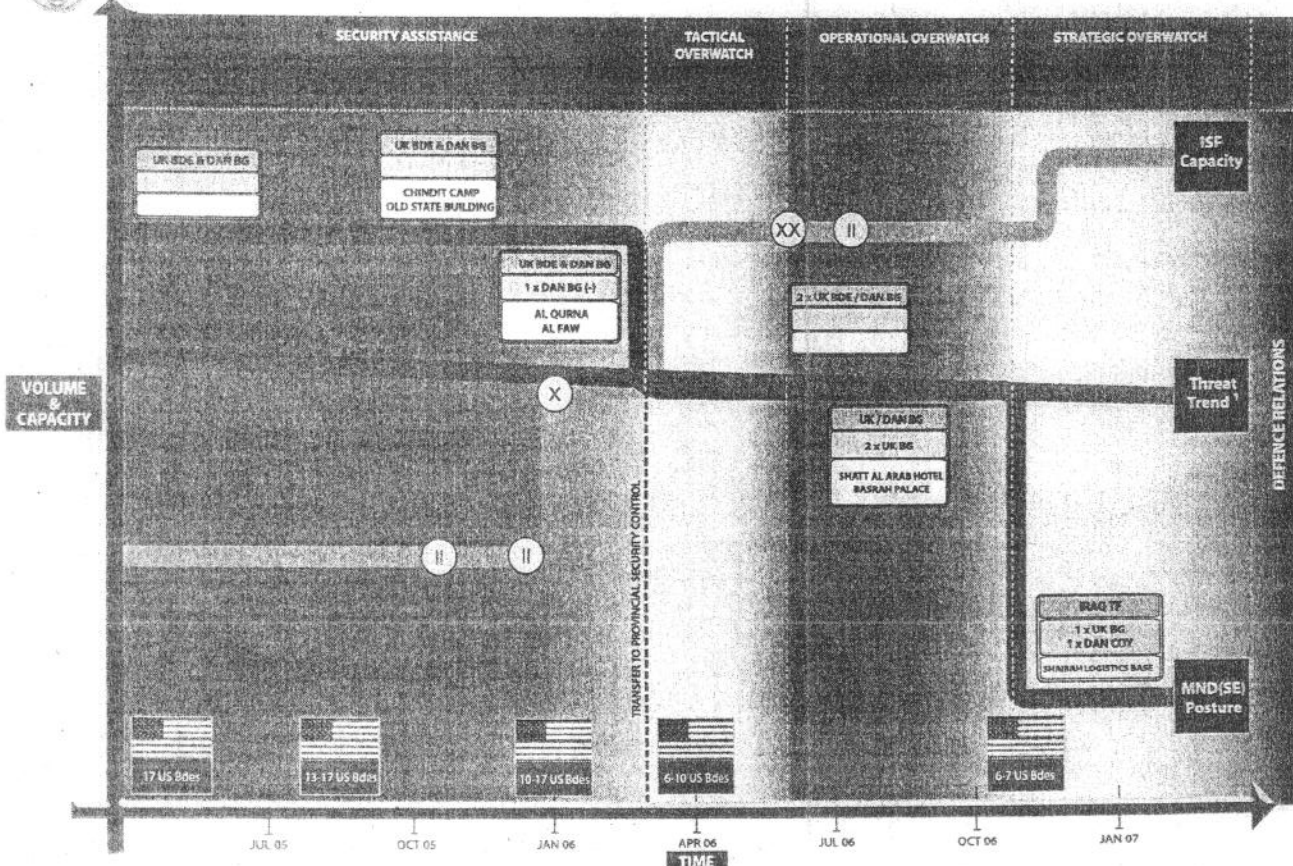 SECURITY ASSISTANCE
TACTICAL
OVERWATCH
OPERATIONAL OVERWATCH
STRATEGIC OVERWATCH
UK BDE & DAN BG
UK BDE & DAN BG
CHINDIT CAMP
OLD STATE BUILDING
ISF
Capacity
XX
II
UK BDE & DAN BG
1 x DAN BG (-)
AL QURNA
AL FAW
2 x UK BDE / DAN BG
VOLUME
&
CAPACITY
X
Threat
Trend 1
UK / DAN BG
2 x UK BG
SHATT AL ARAB HOTEL
BASRAH PALACE
DEFENCE RELATIONS
TRANSFER TO PROVINCIAL SECURITY CONTROL
II
II
IRAQ TF
1 x UK BG
1 x DAN COY
SHAIBAH LOGISTICS BASE
MND(SE)
Posture
17 US Bdes
13-17 US Bdes
10-17 US Bdes
6-10 US Bdes
6-7 US Bdes
JUL 05
OCT 05
JAN 06
APR 06
JUL 06
OCT 06
JAN 07
TIME